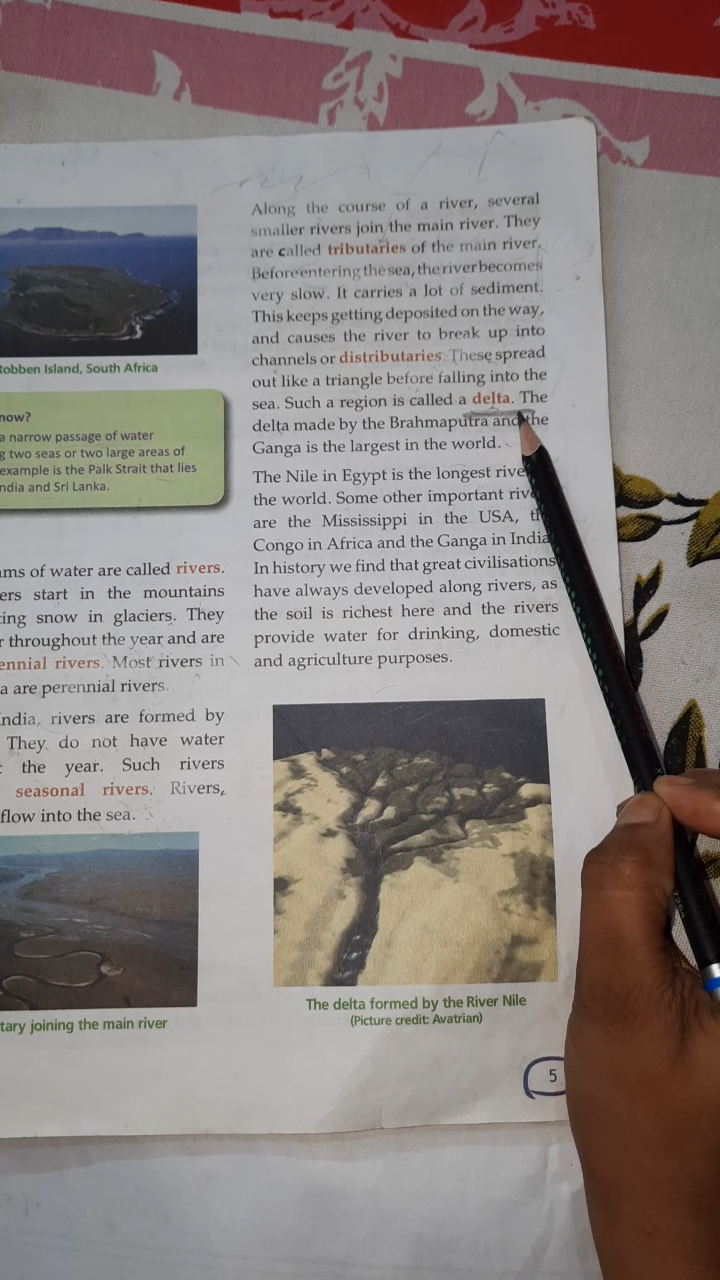 obben Island, South Africa
now?
a narrow passage of water
g two seas or two large areas of
example is the Palk Strait that lies
ndia and Sri Lanka.
ms of water are called rivers.
ers start in the mountains
ing snow in glaciers. They
r throughout the year and are
ennial rivers. Most rivers in
a are perennial rivers.
ndia, rivers are formed by
They do not have water
the year. Such rivers
seasonal rivers. Rivers,
flow into the sea.
tary joining the main river
Along the course of a river, several
smaller rivers join the main river. They
are called tributaries of the main river.
Before entering the sea, the river becomes
very slow. It carries a lot of sediment.
This keeps getting deposited on the way,
and causes the river to break up into
channels or distributaries. These spread
out like a triangle before falling into the
sea. Such a region is called a delta. The
delta made by the Brahmaputra and the
Ganga is the largest in the world.
The Nile in Egypt is the longest rive
the world. Some other important riv
are the Mississippi in the USA, th
Congo in Africa and the Ganga in India
In history we find that great civilisations
have always developed along rivers, as
the soil is richest here and the rivers
provide water for drinking, domestic
and agriculture purposes.
The delta formed by the River Nile
(Picture credit: Avatrian)
5